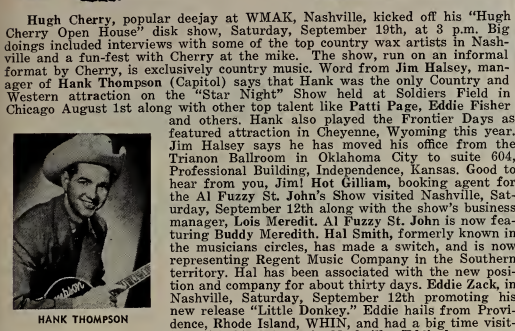 Hugh Cherry, popular deejay at WMAK, Nashville, kicked off his "Hugh
Cherry Open House" disk show, Saturday, September 19th, at 3 p.m. Big
doings included interviews with some of the top country wax artists in Nash-
ville and a fun-fest with Cherry at the mike. The show, run on an informal
format by Cherry, is exclusively country music. Word from Jim Halsey, man-
ager of Hank Thompson (Capitol) says that Hank was the only Country and
Western attraction on the "Star Night" Show held at Soldiers Field in
Chicago August 1st along with other top talent like Patti Page, Eddie Fisher
and others. Hank also played the Frontier Days as
featured attraction in Cheyenne, Wyoming this year.
Jim Halsey says he has moved his office from the
Trianon Ballroom in Oklahoma City to suite 604,
Professional Building, Independence, Kansas. Good to
hear from you, Jim! Hot Gilliam, booking agent for
the Al Fuzzy St. John's Show visited Nashville, Sat-
urday, September 12th along with the show's business
manager, Lois Meredit. Al Fuzzy St. John is now fea-
turing Buddy Meredith. Hal Smith, formerly known in
the musicians circles, has made a switch, and is now
representing Regent Music Company in the Southern
territory. Hal has been associated with the new posi-
tion and company for about thirty days. Eddie Zack, in
Nashville, Saturday, September 12th promoting his
new release "Little Donkey." Eddie hails from Provi-
dence, Rhode Island, WHIN, and had a big time visit-
HANK THOMPSON